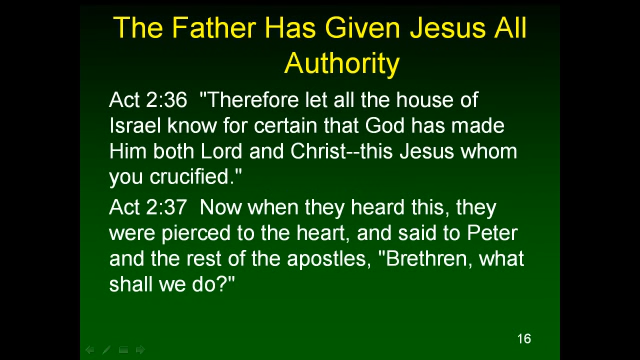 The Father Has Given Jesus All
Authority
Act 2:36  "Therefore let all the house of
Israel know for certain that God has made
Him both Lord and Christ--this Jesus whom
you crucified."
Act 2:37  Now when they heard this, they
were pierced to the heart, and said to Peter
and the rest of the apostles, "Brethren, what
shall we do?"
16